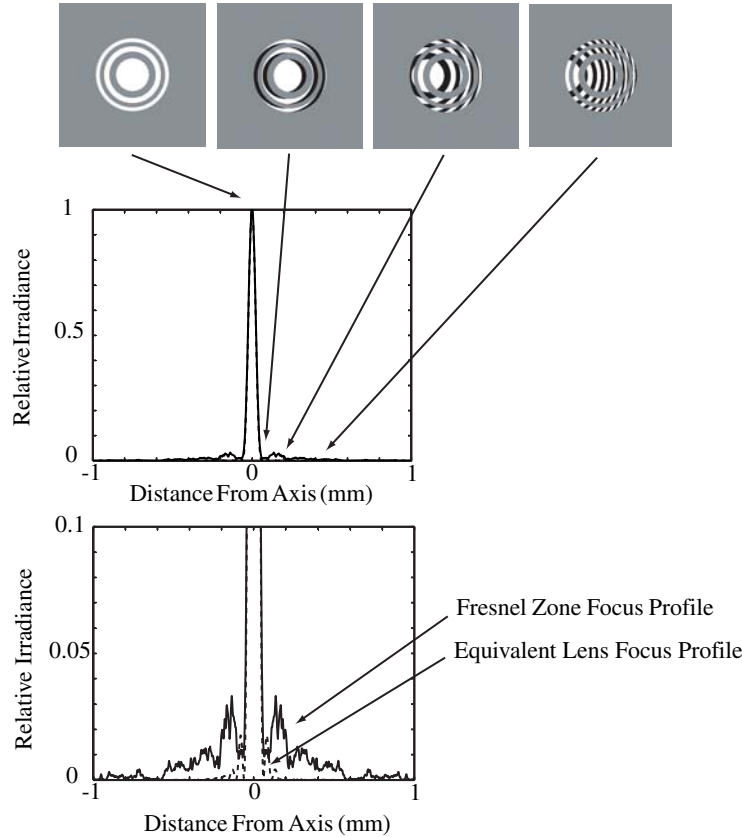 1
0.5
0
Relative Irradiance
-1
0
1
Distance From Axis (mm)
0.1
0.05
0
Relative Irradiance
-1
0
1
Distance From Axis (mm)
Fresnel Zone Focus Profile
Equivalent Lens Focus Profile